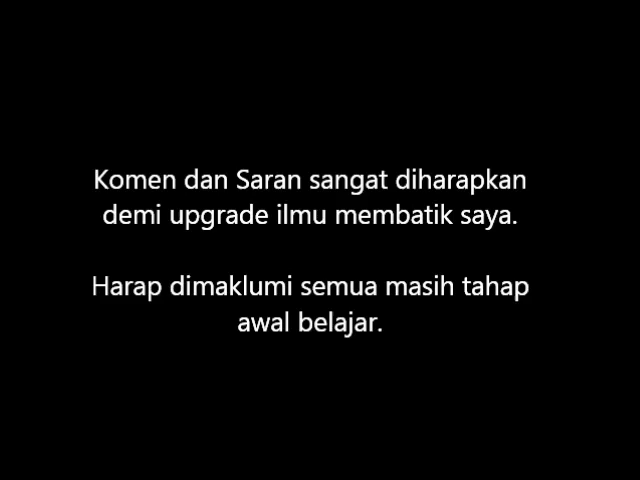 Komen dan Saran sangat diharapkan
demi upgrade ilmu membatik saya.
Harap dimaklumi semua masih tahap
awal belajar.